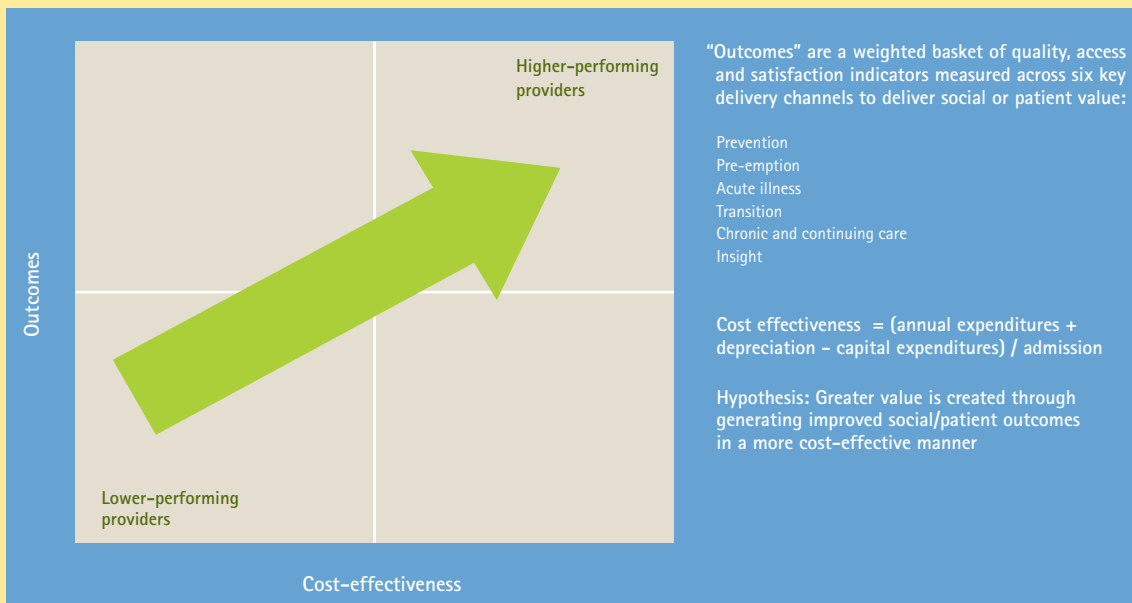 Higher-performing
providers
Lower-performing
providers
Outcomes
Cost-effectiveness
"Outcomes" are a weighted basket of quality, access
and satisfaction indicators measured across six key
delivery channels to deliver social or patient value:
Prevention
Pre-emption
Acute illness
Transition
Chronic and continuing care
Insight
Cost effectiveness = (annual expenditures +
depreciation - capital expenditures) / admission
Hypothesis: Greater value is created through
generating improved social/patient outcomes
in a more cost-effective manner